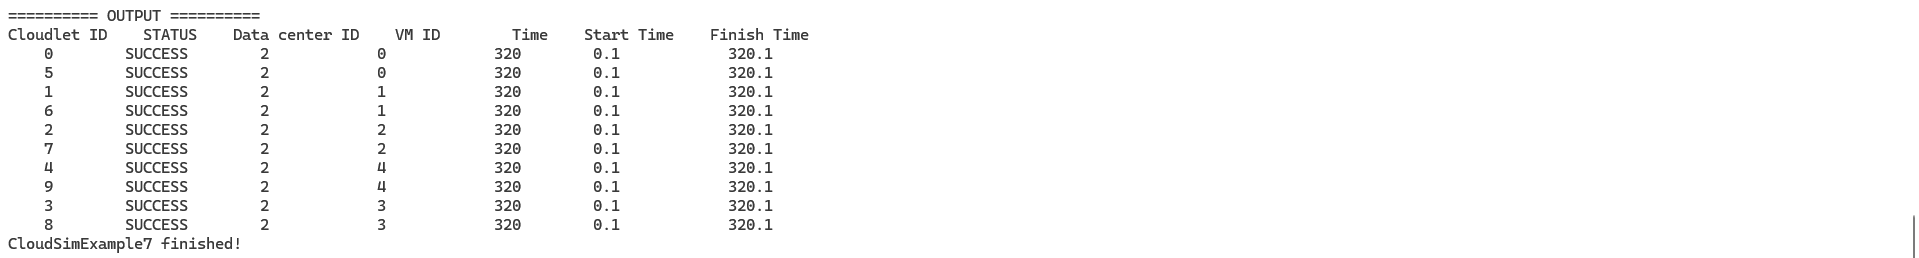 ========== OUTPUT ==========
Cloudlet ID    STATUS    Data center ID    VM ID        Time    Start Time    Finish Time
    0        SUCCESS        2            0            320        0.1            320.1
    5        SUCCESS        2            0            320        0.1            320.1
    1        SUCCESS        2            1            320        0.1            320.1
    6        SUCCESS        2            1            320        0.1            320.1
    2        SUCCESS        2            2            320        0.1            320.1
    7        SUCCESS        2            2            320        0.1            320.1
    4        SUCCESS        2            4            320        0.1            320.1
    9        SUCCESS        2            4            320        0.1            320.1
    3        SUCCESS        2            3            320        0.1            320.1
    8        SUCCESS        2            3            320        0.1            320.1
CloudSimExample7 finished!